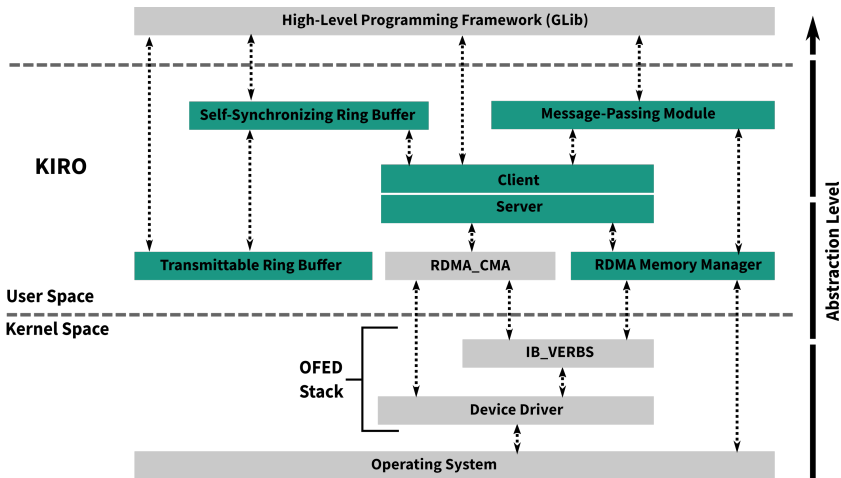 High-Level Programming Framework (GLib)
Self-Synchronizing Ring Buffer
Message-Passing Module
KIRO
Client
Server
Transmittable Ring Buffer
RDMA_CMA
RDMA Memory Manager
User Space
Kernel Space
IB_VERBS
OFED
Stack
Device Driver
Operating System
Abstraction Level